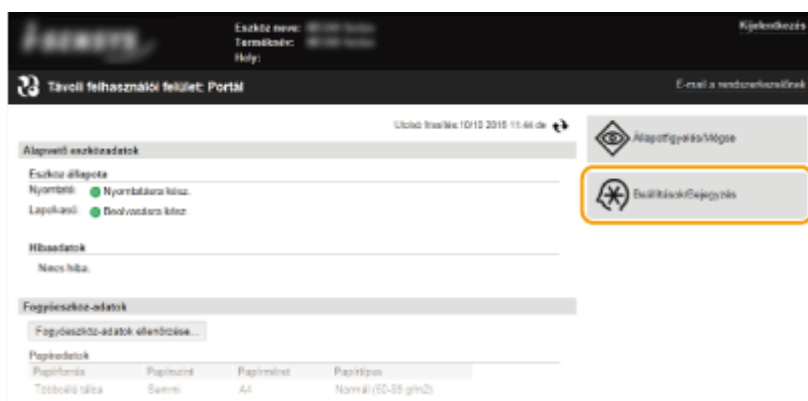 Eszköz neve:
Kijelentkezés
Terméknév:
Hely:
Távoli felhasználói felület: Portál
E-mail a rendszerkezelőnek
Utolsó frissítés: 10/10 2015 11:44 de.
Állapotfigyelés/Mégse
Alapvető eszközadatok
Eszköz állapota
Nyomtató: Nyomtatásra kész.
Beállítások/Bejegyzés
Lapolvasó: Beolvasásra kész.
Hibaadatok
Nincs hiba.
Fogyóeszköz-adatok
Fogyóeszköz-adatok ellenőrzése...
Papíradatok
Papírforrás Papírszint Papírméret Papírtípus
Többcélú tálca Semmi A4 Normál (60-89 g/m2)